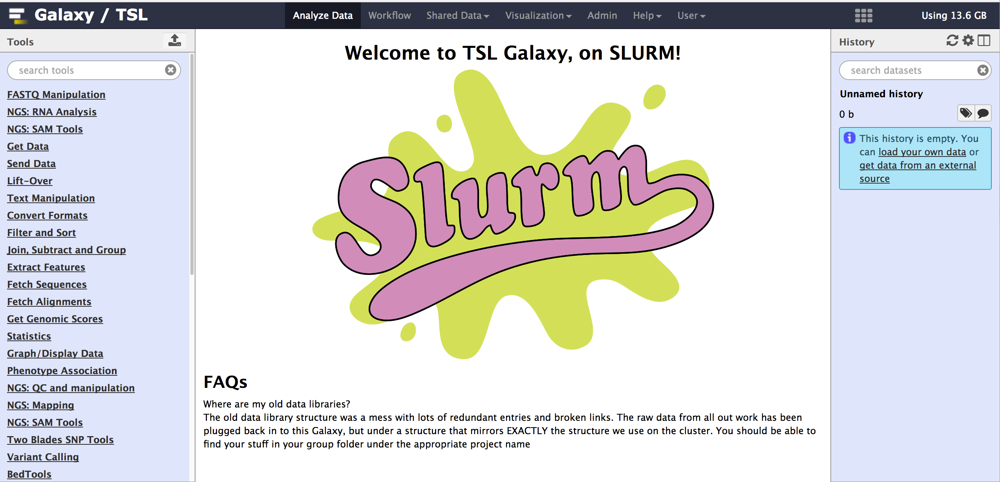 Galaxy / TSL
Analyze Data
Workflow
Shared Data
Visualization
Admin
Help
User
Using 13.6 GB
Tools
search tools
FASTQ Manipulation
NGS: RNA Analysis
NGS: SAM Tools
Get Data
Send Data
Lift-Over
Text Manipulation
Convert Formats
Filter and Sort
Join, Subtract and Group
Extract Features
Fetch Sequences
Fetch Alignments
Get Genomic Scores
Statistics
Graph/Display Data
Phenotype Association
NGS: QC and manipulation
NGS: Mapping
NGS: SAM Tools
Two Blades SNP Tools
Variant Calling
BedTools
Welcome to TSL Galaxy, on SLURM!
Slurm
FAQs
Where are my old data libraries?
The old data library structure was a mess with lots of redundant entries and broken links. The raw data from all out work has been
plugged back in to this Galaxy, but under a structure that mirrors EXACTLY the structure we use on the cluster. You should be able to
find your stuff in your group folder under the appropriate project name
History
search datasets
Unnamed history
0 b
This history is empty. You
can load your own data or
get data from an external
source